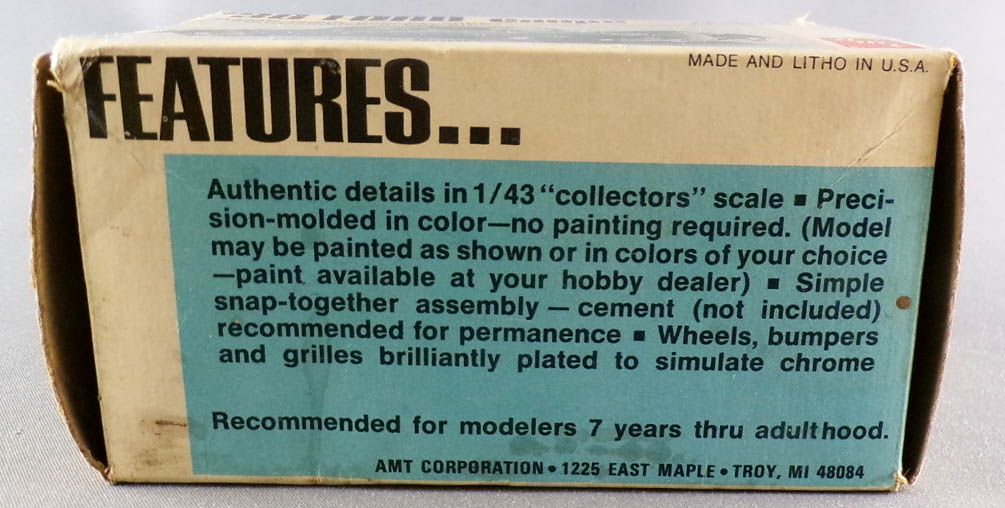 FEATURES...
MADE AND LITHO IN U.S.A.
Authentic details in 1/43 “collectors” scale ▪ Preci-
sion-molded in color—no painting required. (Model
may be painted as shown or in colors of your choice
—paint available at your hobby dealer) ▪ Simple
snap-together assembly — cement (not included)
recommended for permanence ▪ Wheels, bumpers
and grilles brilliantly plated to simulate chrome
Recommended for modelers 7 years thru adulthood.
AMT CORPORATION • 1225 EAST MAPLE • TROY, MI 48084